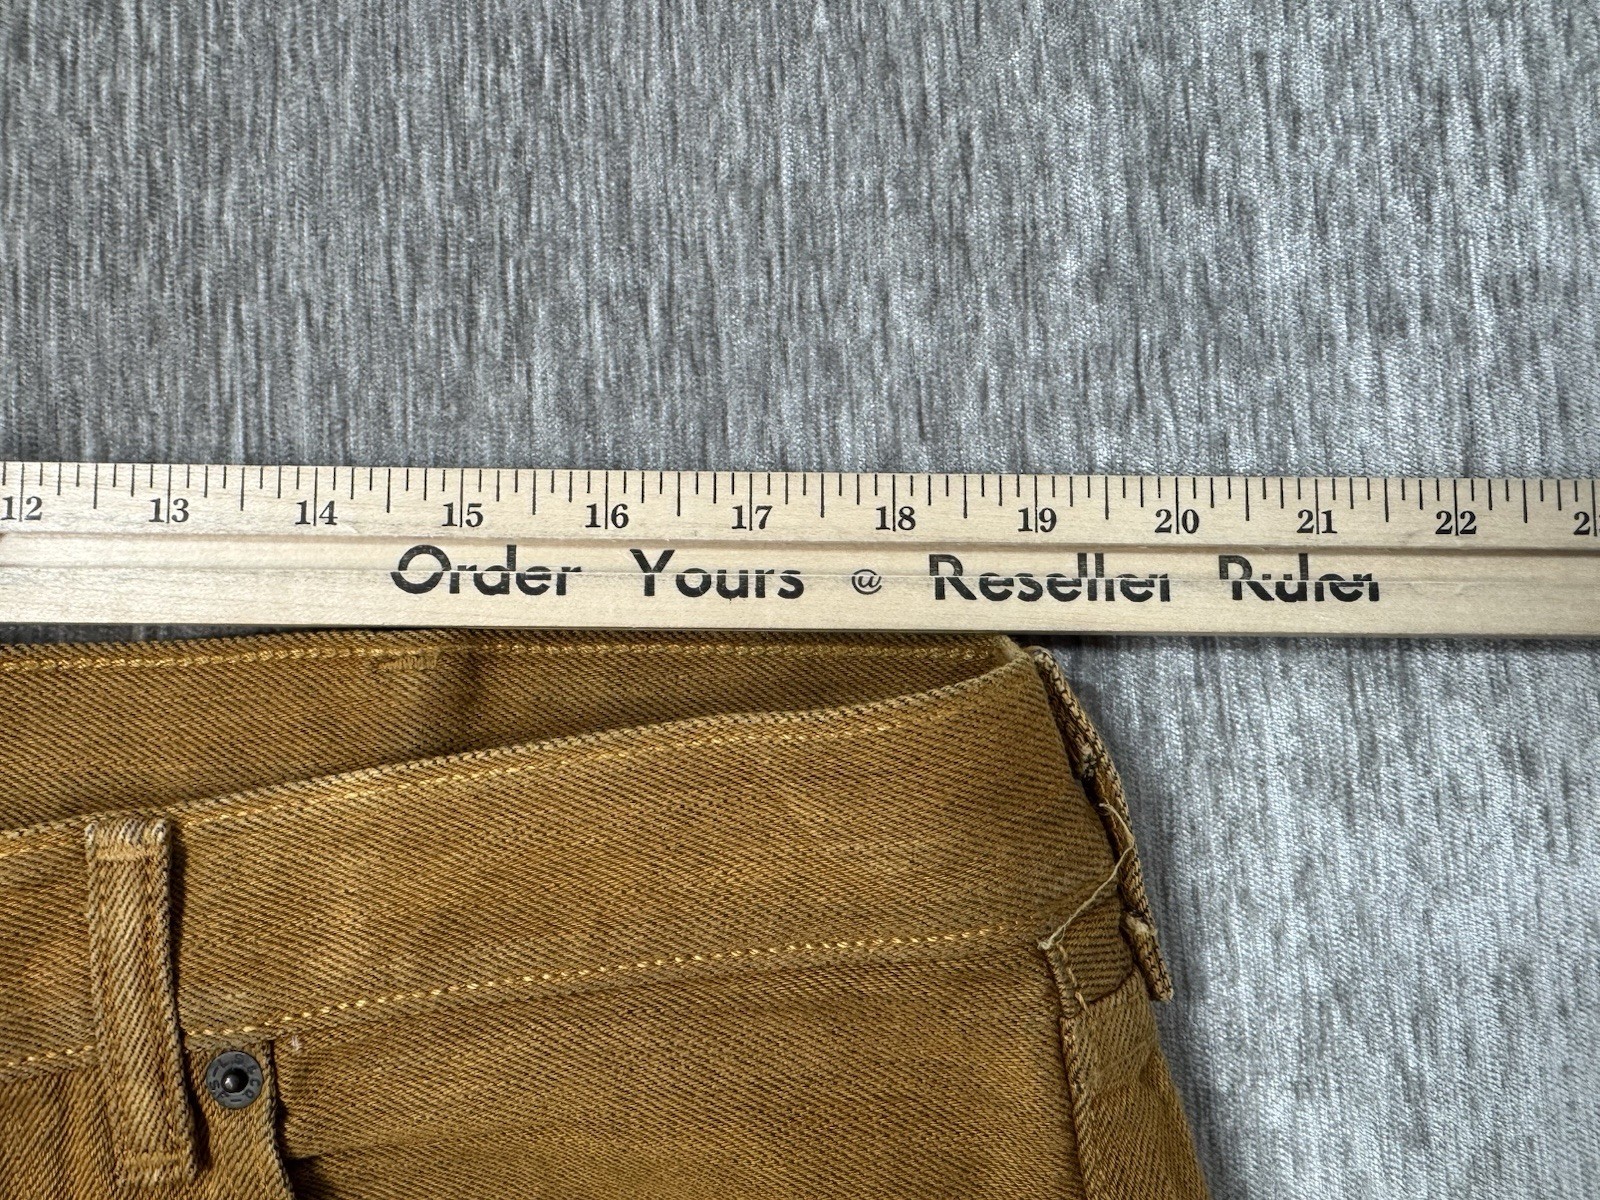 12 13 14 15 16 17 18 19 20 21 22
Order Yours @ Reseller Ruler